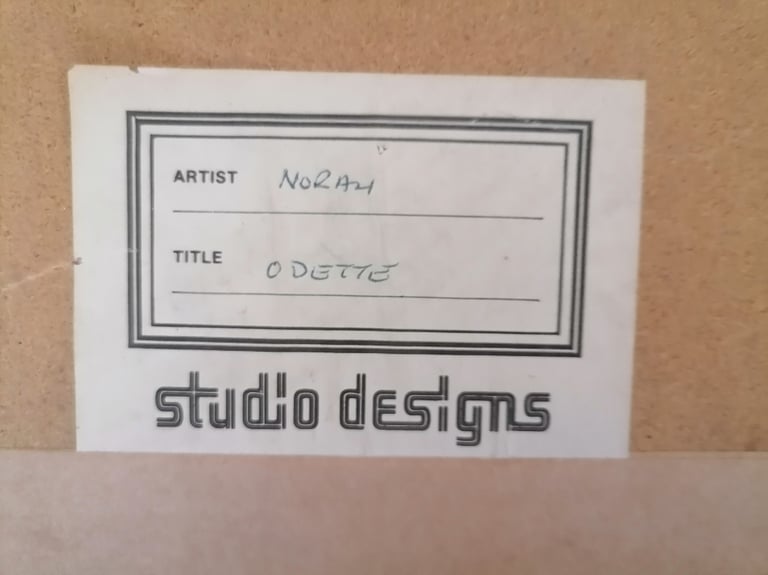 ARTIST NORAH
TITLE ODETTE
studio designs